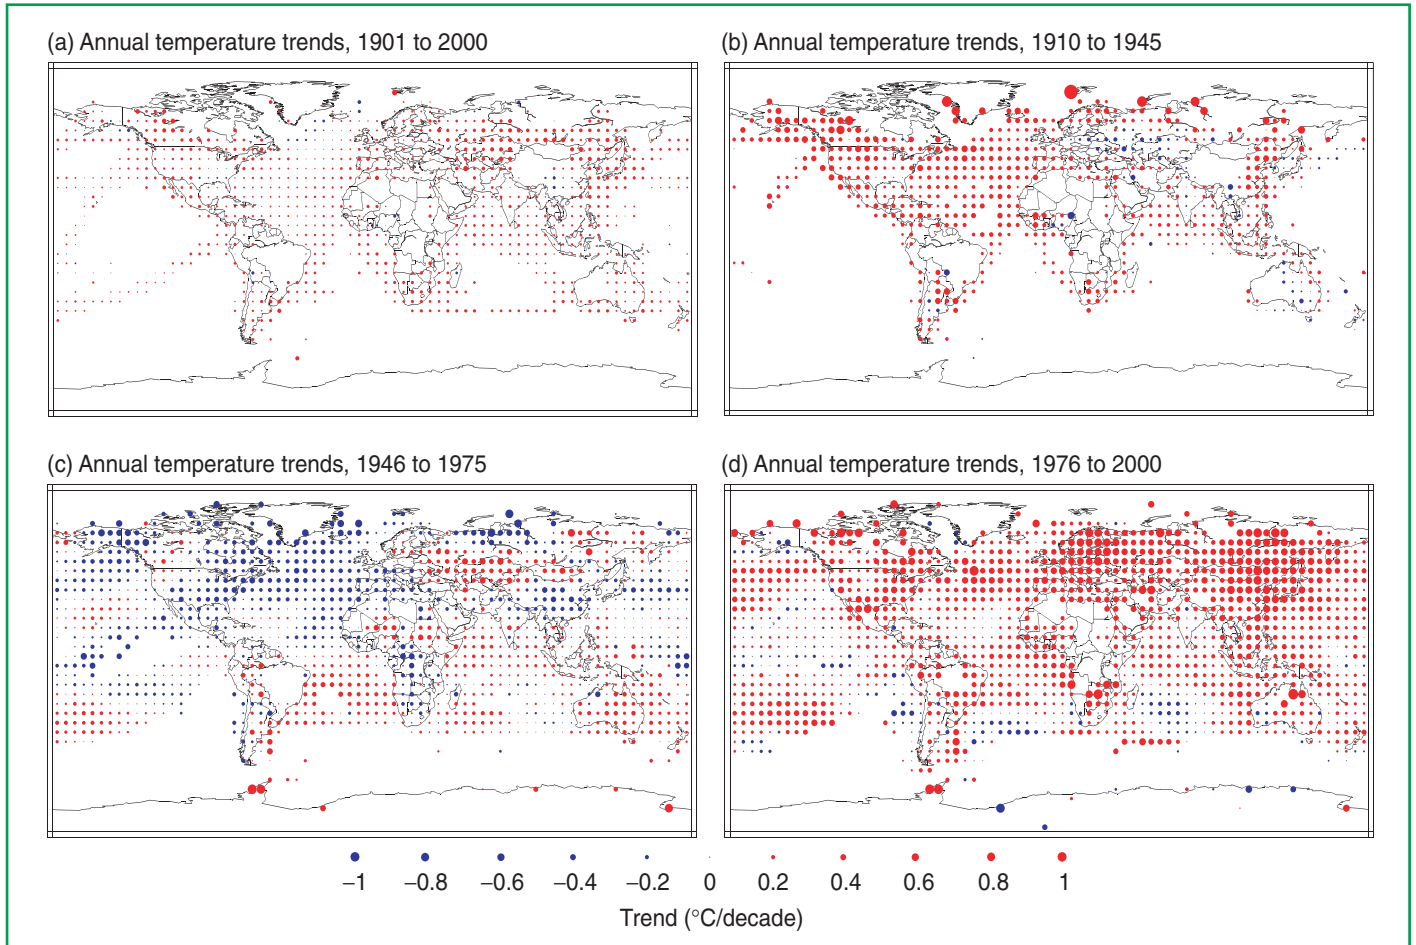 (a) Annual temperature trends, 1901 to 2000
(b) Annual temperature trends, 1910 to 1945
(c) Annual temperature trends, 1946 to 1975
(d) Annual temperature trends, 1976 to 2000
−1 −0.8 −0.6 −0.4 −0.2 0 0.2 0.4 0.6 0.8 1
Trend (°C/decade)